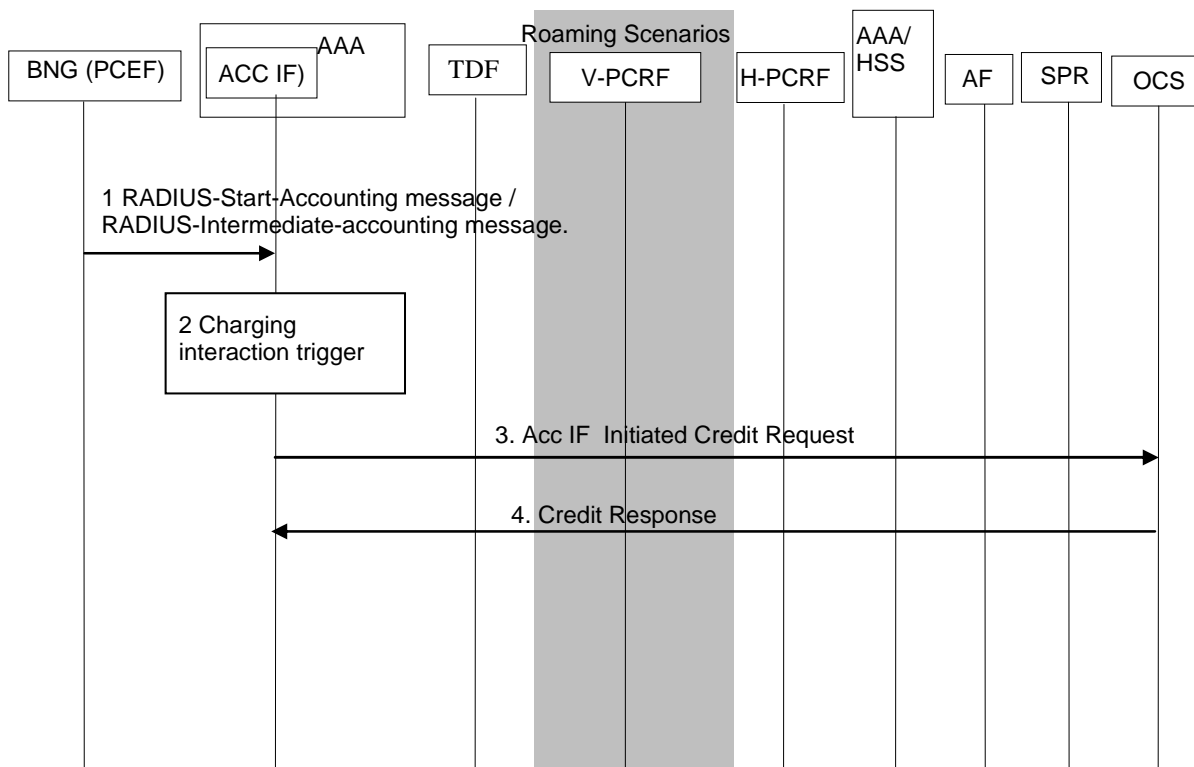 Roaming Scenarios
BNG (PCEF)
AAA
ACC IF)
TDF
V-PCRF
H-PCRF
AAA/
HSS
AF
SPR
OCS
1 RADIUS-Start-Accounting message /
RADIUS-Intermediate-accounting message.
2 Charging
interaction trigger
3. Acc IF Initiated Credit Request
4. Credit Response